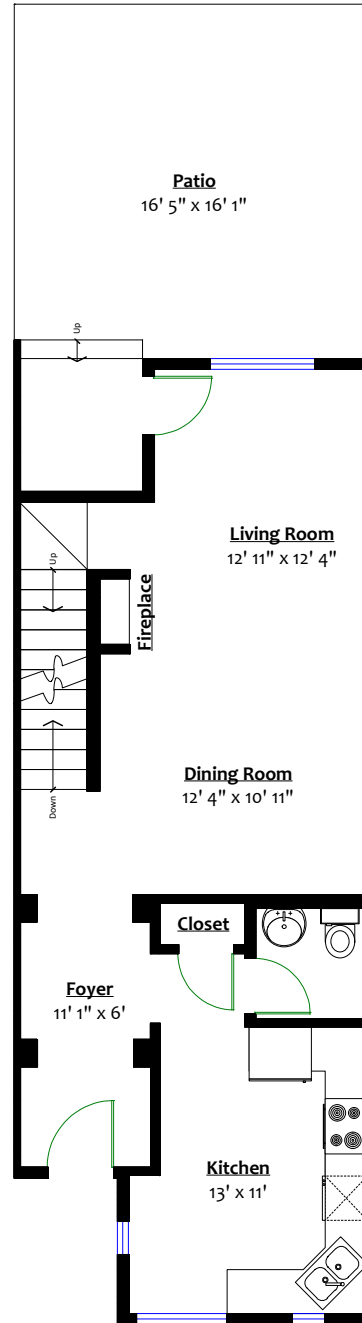 Patio
16' 5" x 16' 1"
Up
Living Room
12' 11" x 12' 4"
Up
Fireplace
Dining Room
12' 4" x 10' 11"
Down
Closet
Foyer
11' 1" x 6'
Kitchen
13' x 11'